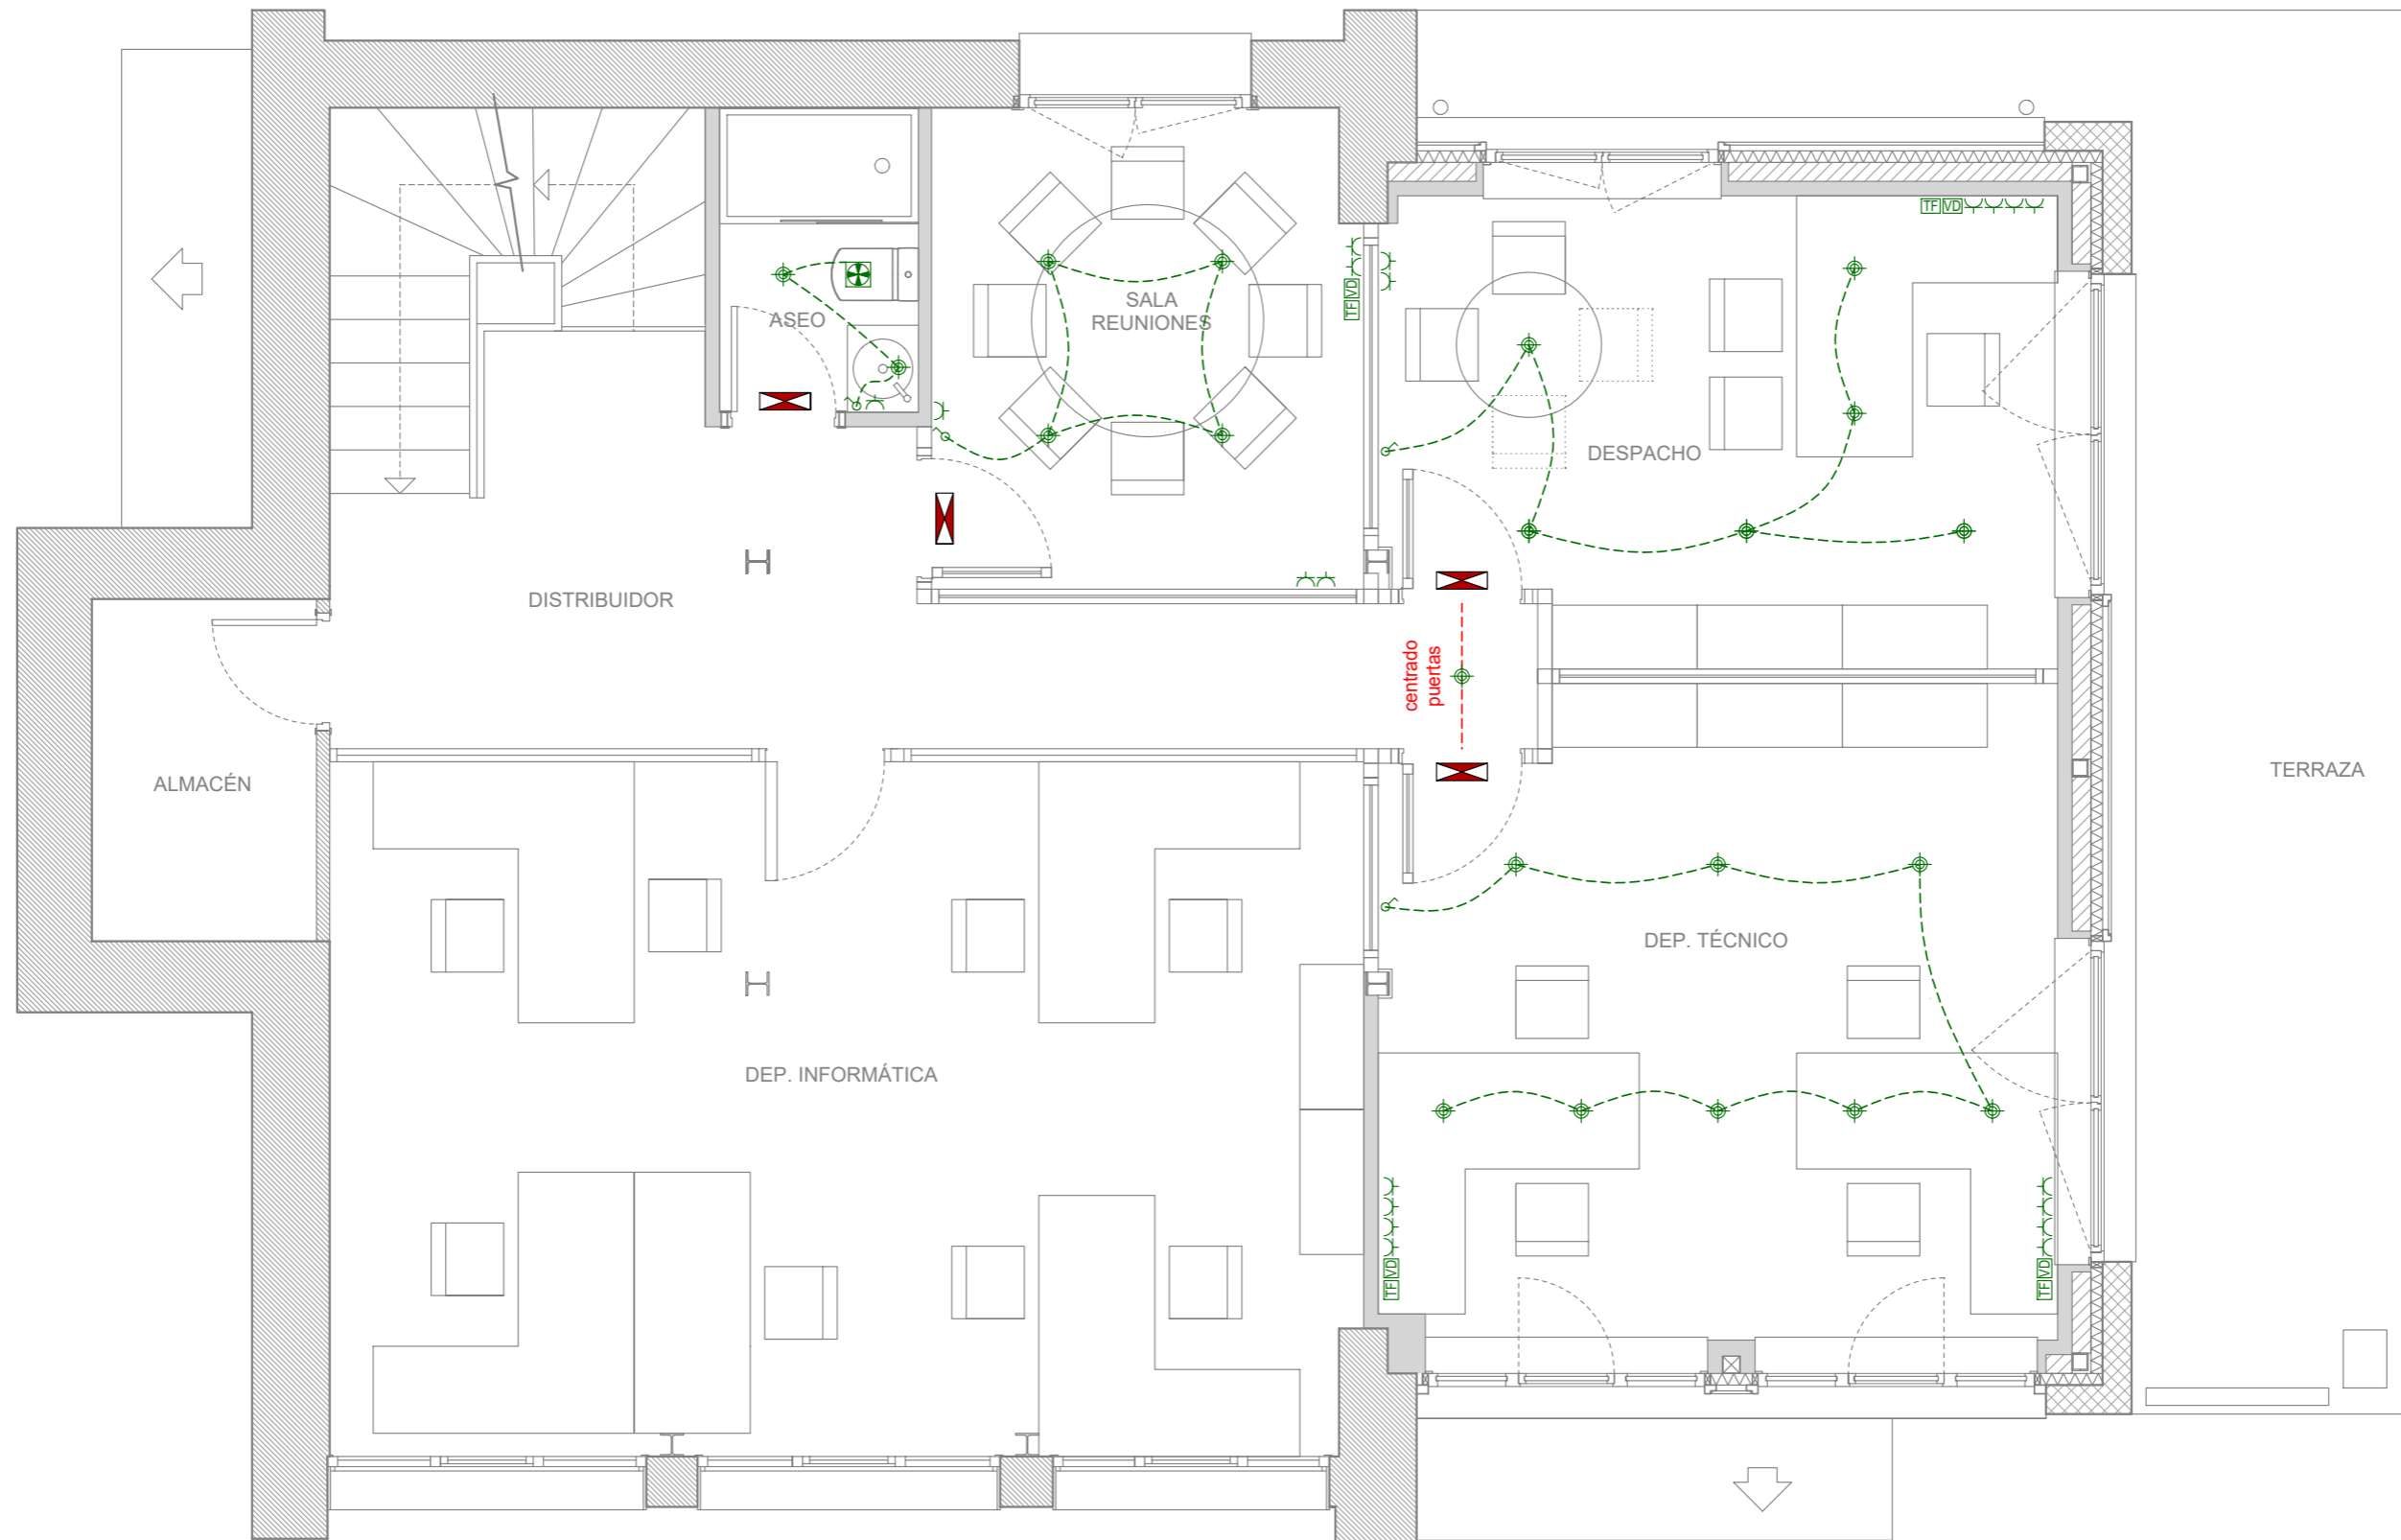 TF VD
ASEO
SALA
REUNIONES
TF VD
DESPACHO
DISTRIBUIDOR
centrado
puertas
ALMACÉN
TERRAZA
DEP. TÉCNICO
DEP. INFORMÁTICA
TF VD
TF VD